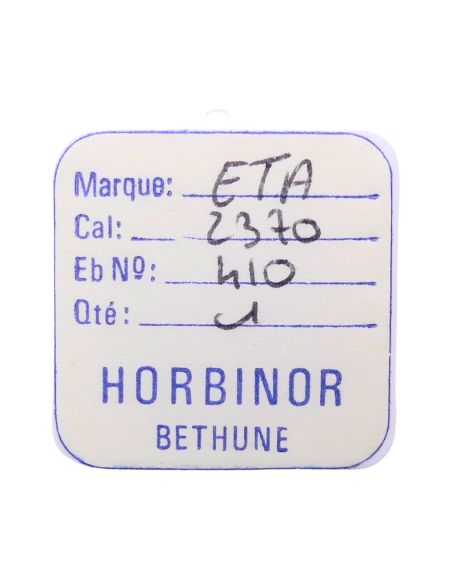 Marque: ETA
Cal: 2370
Eb Nº: 410
Qté: 1
HORBINOR
BETHUNE